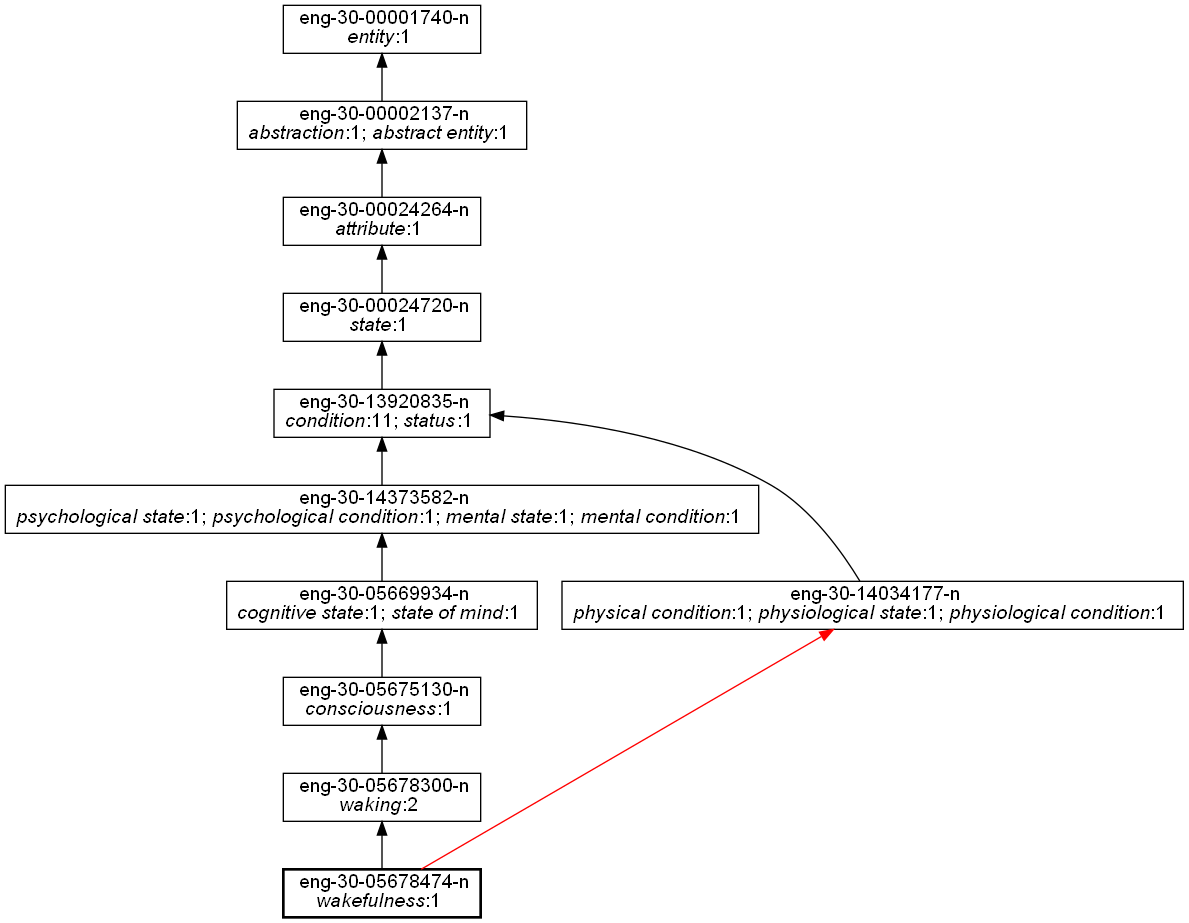 eng-30-00001740-n
entity:1
eng-30-00002137-n
abstraction:1; abstract entity:1
eng-30-00024264-n
attribute:1
eng-30-00024720-n
state:1
eng-30-13920835-n
condition:11; status:1
eng-30-14373582-n
psychological state:1; psychological condition:1; mental state:1; mental condition:1
eng-30-05669934-n
cognitive state:1; state of mind:1
eng-30-14034177-n
physical condition:1; physiological state:1; physiological condition:1
eng-30-05675130-n
consciousness:1
eng-30-05678300-n
waking:2
eng-30-05678474-n
wakefulness:1